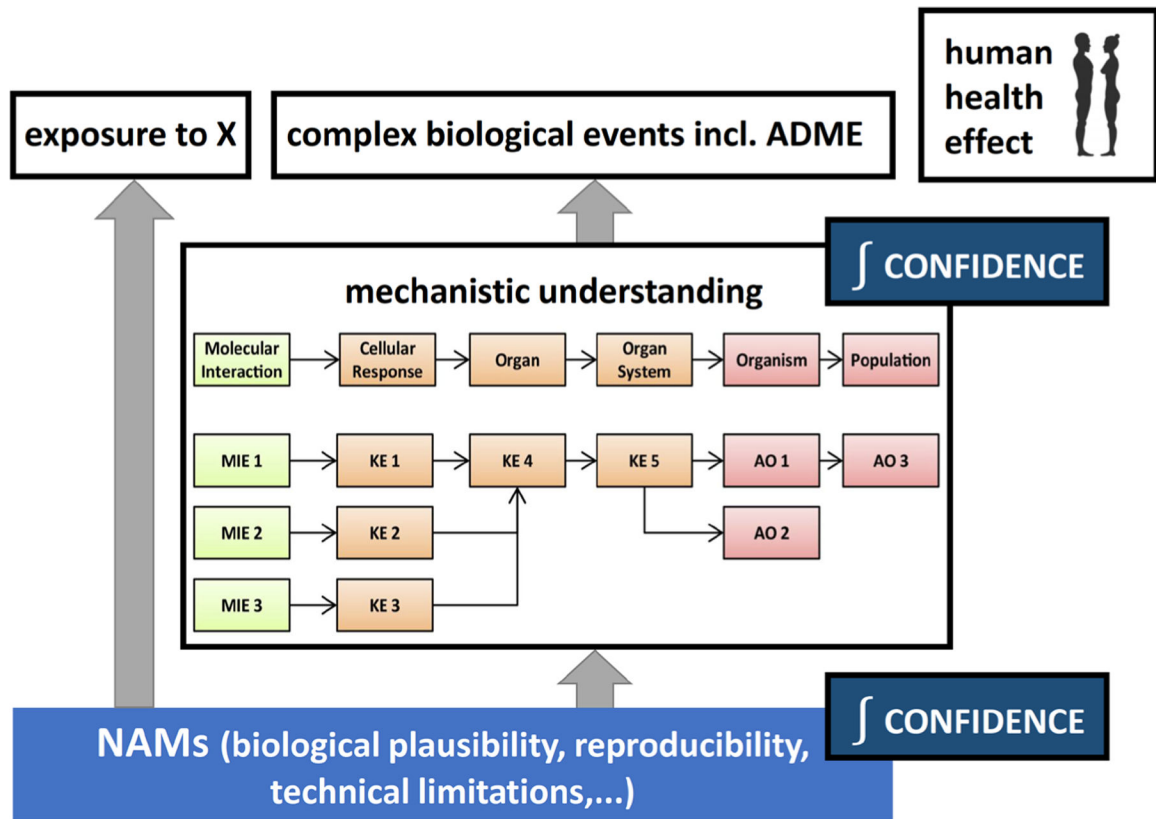 human
health
effect
exposure to X
complex biological events incl. ADME
∫ CONFIDENCE
mechanistic understanding
Molecular
Interaction
Cellular
Response
Organ
Organ
System
Organism
Population
MIE 1
KE 1
KE 4
KE 5
AO 1
AO 3
MIE 2
KE 2
AO 2
MIE 3
KE 3
∫ CONFIDENCE
NAMs (biological plausibility, reproducibility,
technical limitations,...)